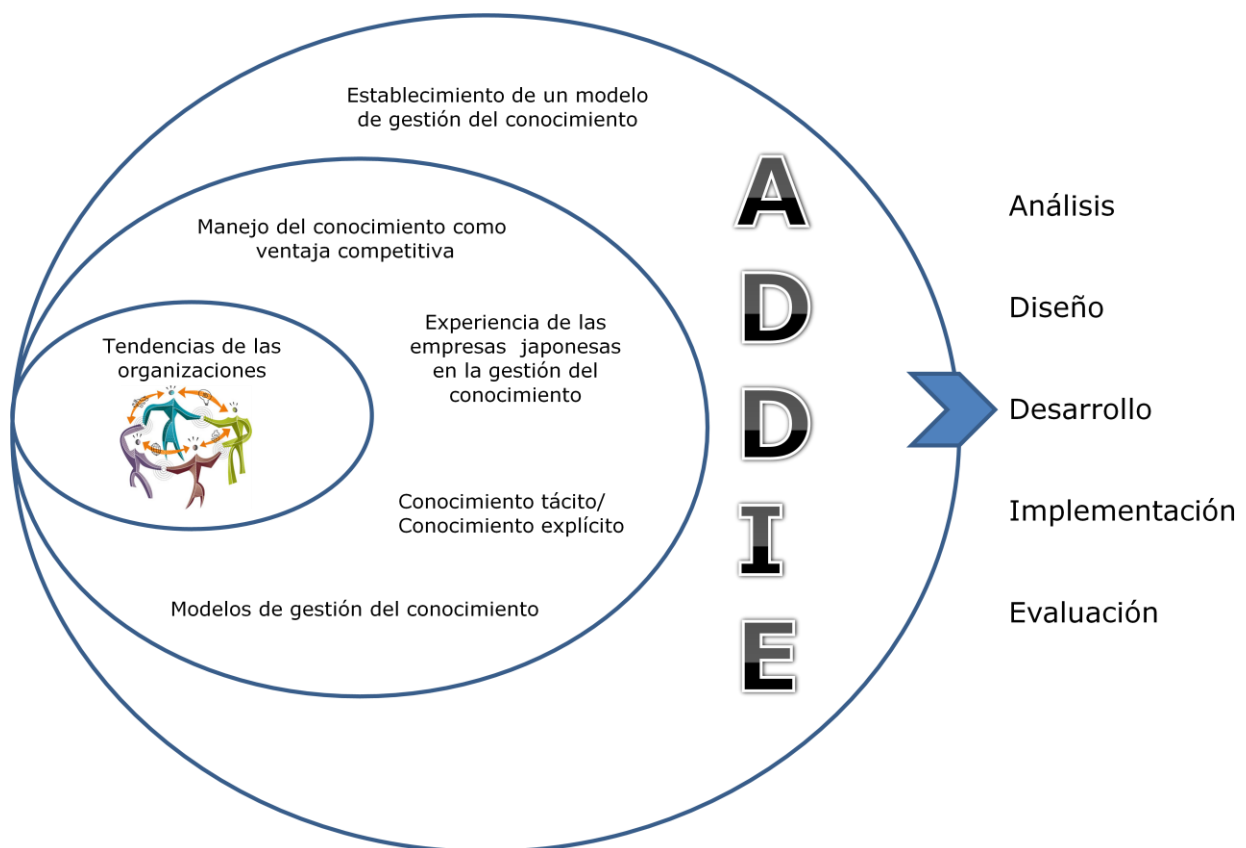 Establecimiento de un modelo
de gestión del conocimiento
Manejo del conocimiento como
ventaja competitiva
Tendencias de las
organizaciones
Experiencia de las
empresas japonesas
en la gestión del
conocimiento
Conocimiento tácito/
Conocimiento explícito
Modelos de gestión del conocimiento
A
D
D
I
E
Análisis
Diseño
Desarrollo
Implementación
Evaluación